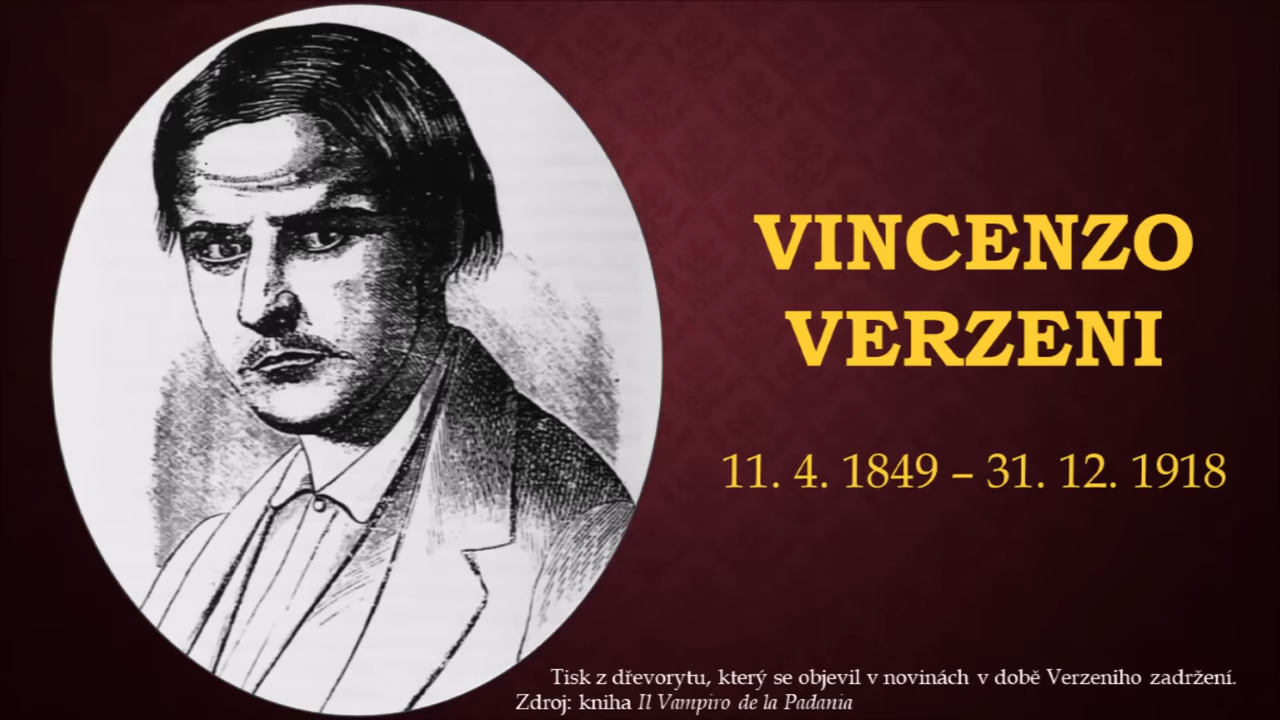 VINCENZO
VERZENI
11. 4. 1849 – 31. 12. 1918
Tisk z dřevorytu, který se objevil v novinách v době Verzeniho zadržení.
Zdroj: kniha Il Vampiro de la Padania